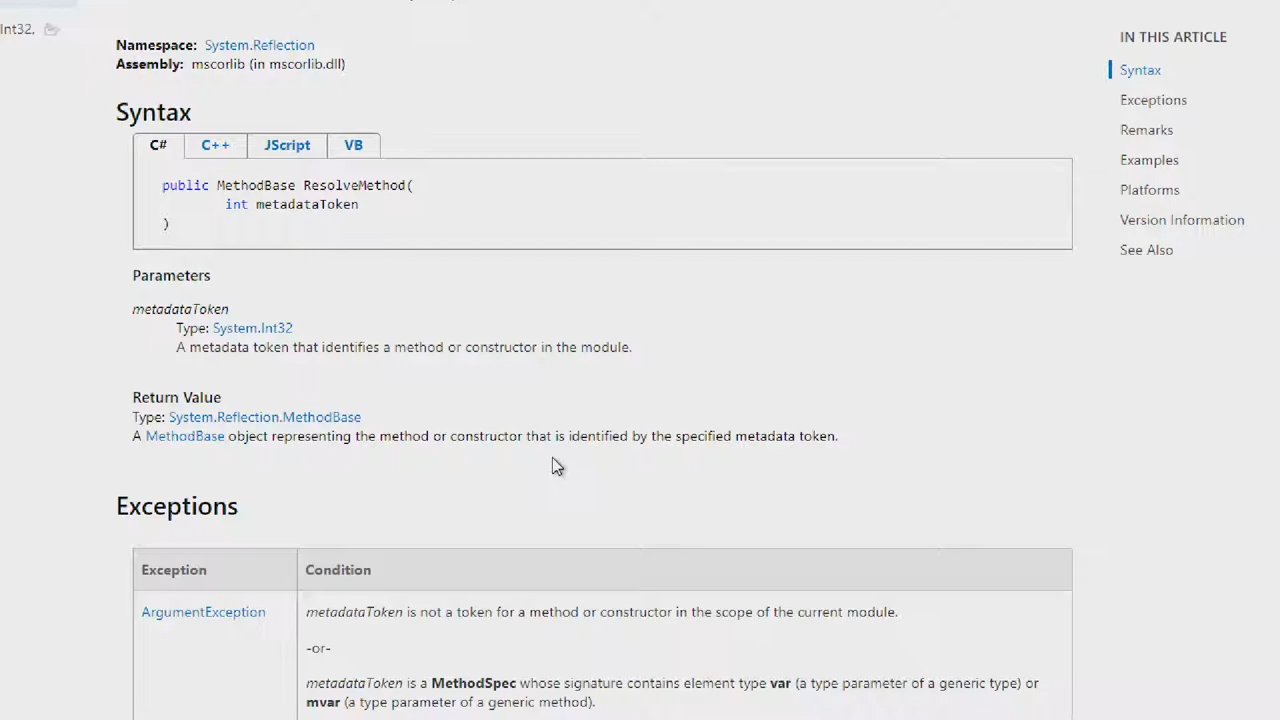 Int32.
Namespace: System.Reflection
Assembly: mscorlib (in mscorlib.dll)
Syntax
C# C++ JScript VB
public MethodBase ResolveMethod(
int metadataToken
)
Parameters
metadataToken
Type: System.Int32
A metadata token that identifies a method or constructor in the module.
Return Value
Type: System.Reflection.MethodBase
A MethodBase object representing the method or constructor that is identified by the specified metadata token.
Exceptions
Exception Condition
ArgumentException metadataToken is not a token for a method or constructor in the scope of the current module.
-or-
metadataToken is a MethodSpec whose signature contains element type var (a type parameter of a generic type) or
mvar (a type parameter of a generic method).
IN THIS ARTICLE
Syntax
Exceptions
Remarks
Examples
Platforms
Version Information
See Also